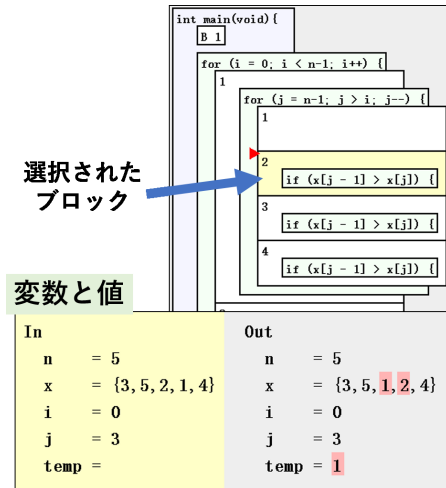 int main(void) {
B 1
for (i = 0; i < n-1; i++) {
1
for (j = n-1; j > i; j--) {
1
2
if (x[j - 1] > x[j]) {
3
if (x[j - 1] > x[j]) {
4
if (x[j - 1] > x[j]) {
選択された
ブロック
変数と値
In
n = 5
x = {3, 5, 2, 1, 4}
i = 0
j = 3
temp =
Out
n = 5
x = {3, 5, 1, 2, 4}
i = 0
j = 3
temp = 1